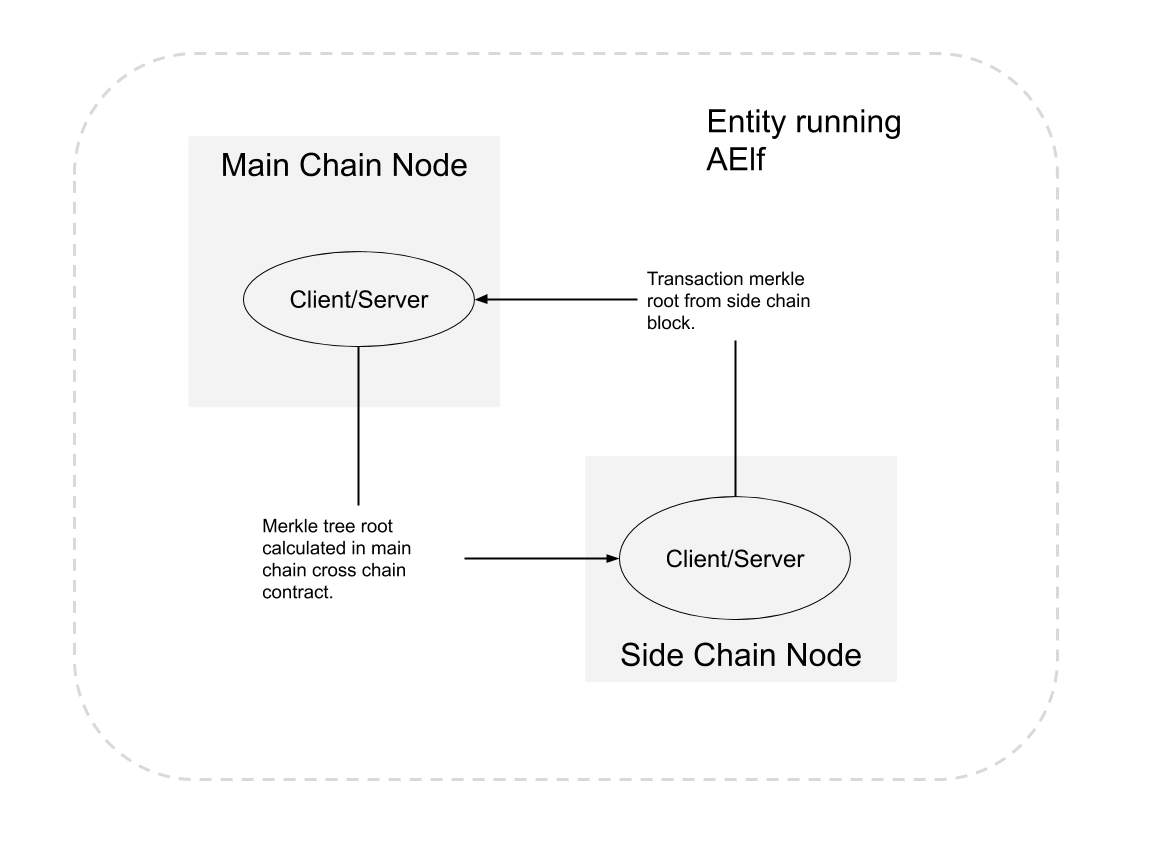 Entity running
AElf
Main Chain Node
Client/Server
Transaction merkle
root from side chain
block.
Merkle tree root
calculated in main
chain cross chain
contract.
Client/Server
Side Chain Node